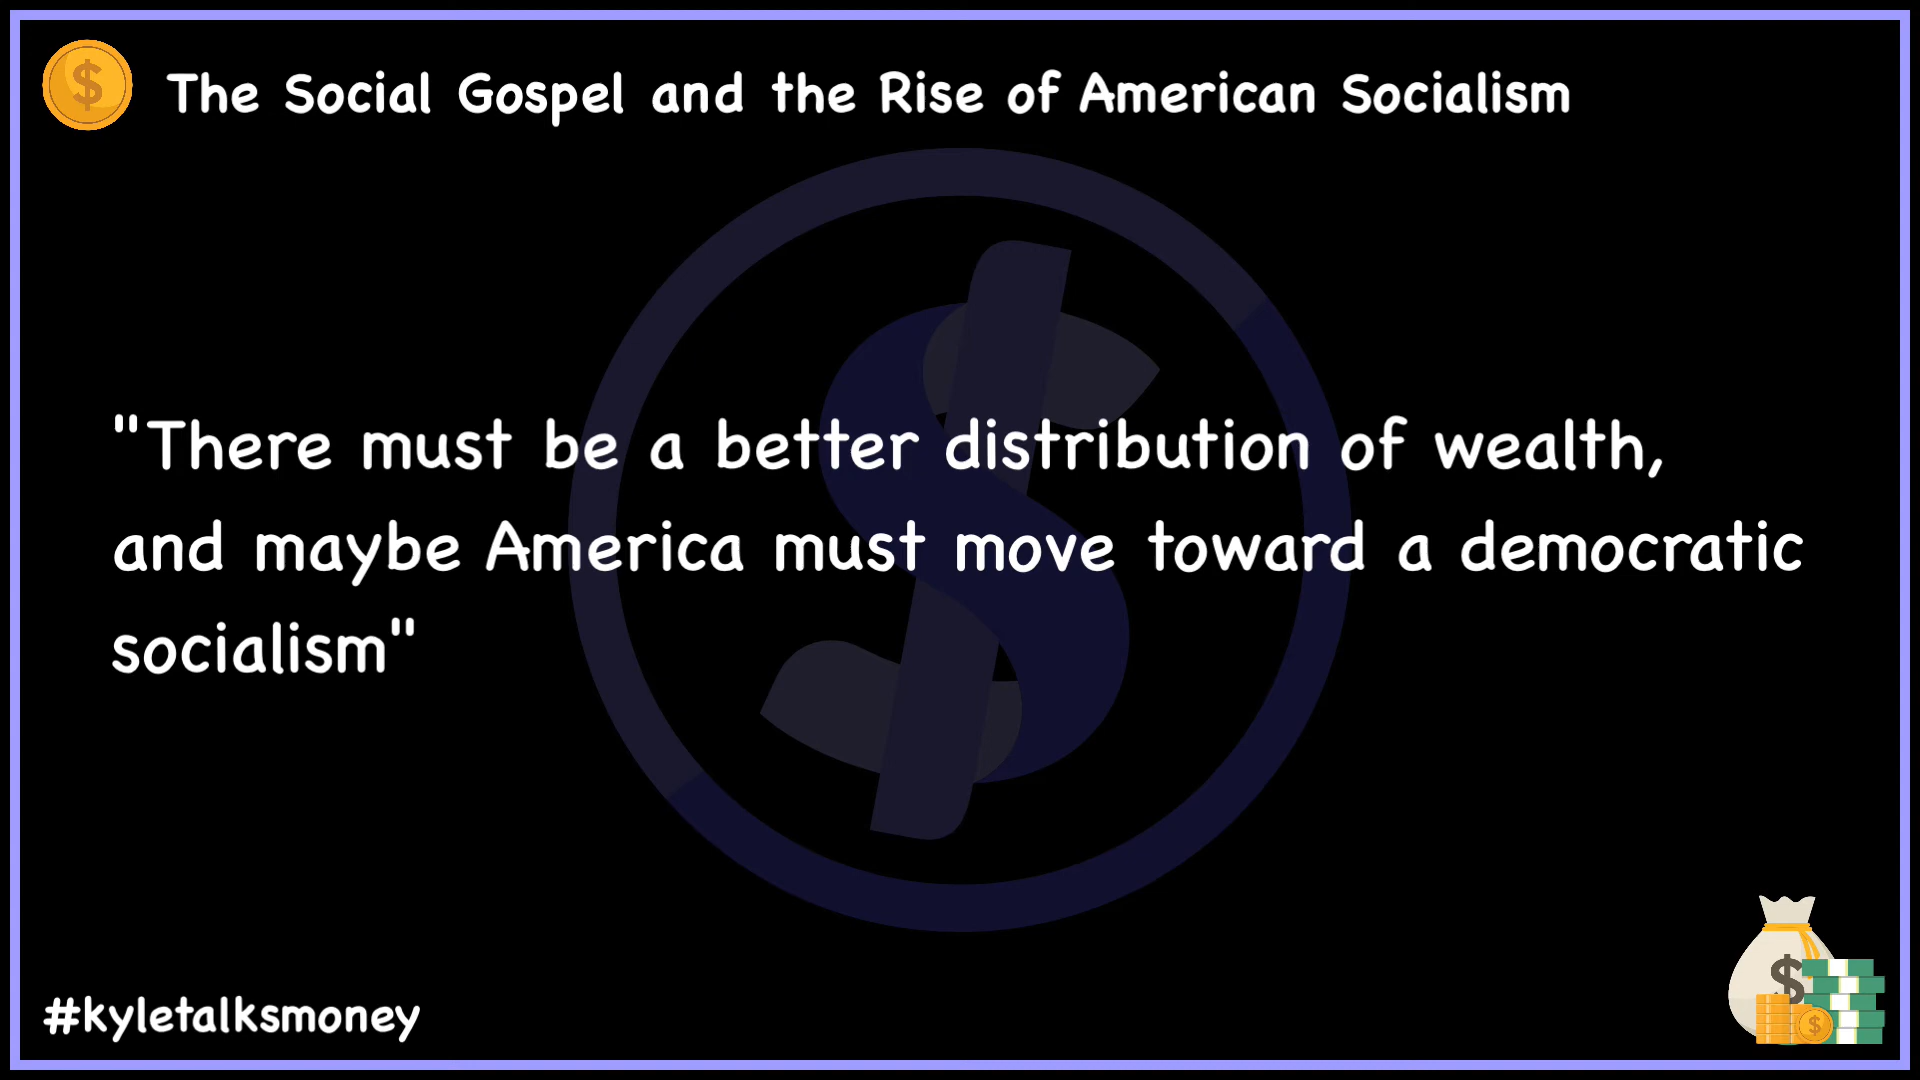 The Social Gospel and the Rise of American Socialism
"There must be a better distribution of wealth,
and maybe America must move toward a democratic
socialism"
#kyletalksmoney